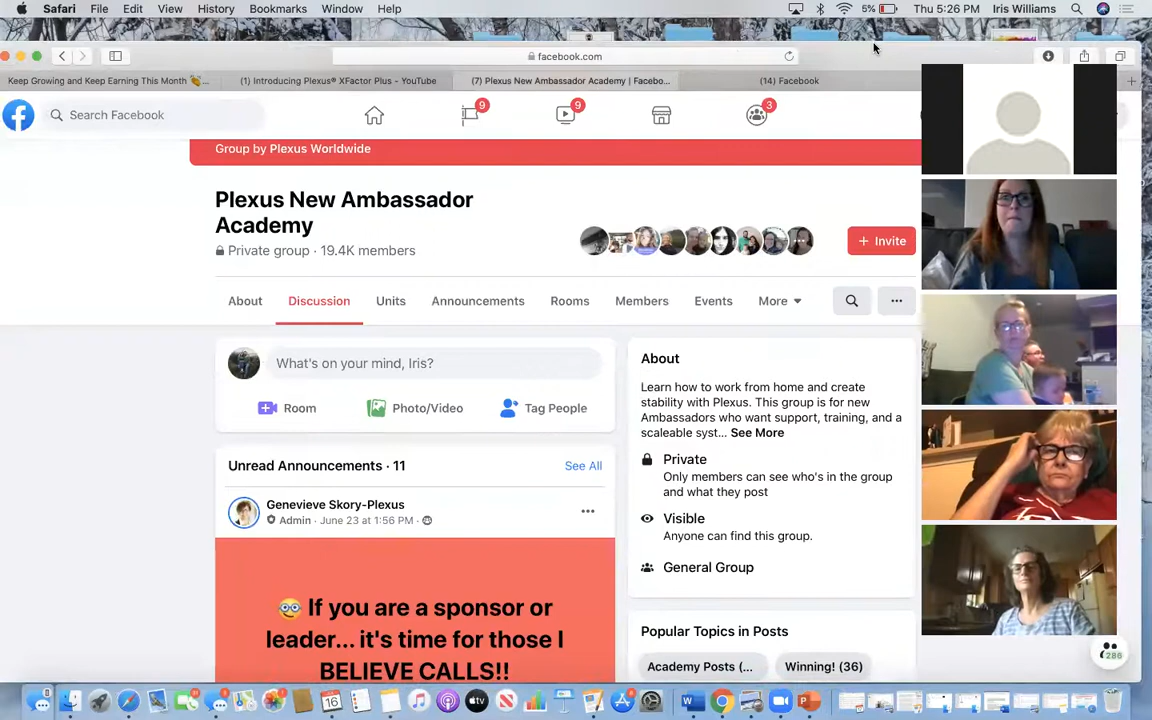 Safari File Edit View History Bookmarks Window Help 5% Thu 5:26 PM Iris Williams
facebook.com
Keep Growing and Keep Earning This Month 👏... (1) Introducing Plexus® XFactor Plus - YouTube (7) Plexus New Ambassador Academy | Facebo... (14) Facebook
Search Facebook 9 9 3
Group by Plexus Worldwide
Plexus New Ambassador
Academy
Private group · 19.4K members
+ Invite
About Discussion Units Announcements Rooms Members Events More
What's on your mind, Iris?
Room Photo/Video Tag People
Unread Announcements · 11 See All
Genevieve Skory-Plexus
Admin · June 23 at 1:56 PM ·
🤓 If you are a sponsor or
leader... it's time for those I
BELIEVE CALLS!!
About
Learn how to work from home and create
stability with Plexus. This group is for new
Ambassadors who want support, training, and a
scaleable syst... See More
Private
Only members can see who's in the group
and what they post
Visible
Anyone can find this group.
General Group
Popular Topics in Posts
Academy Posts (... Winning! (36)
286
16